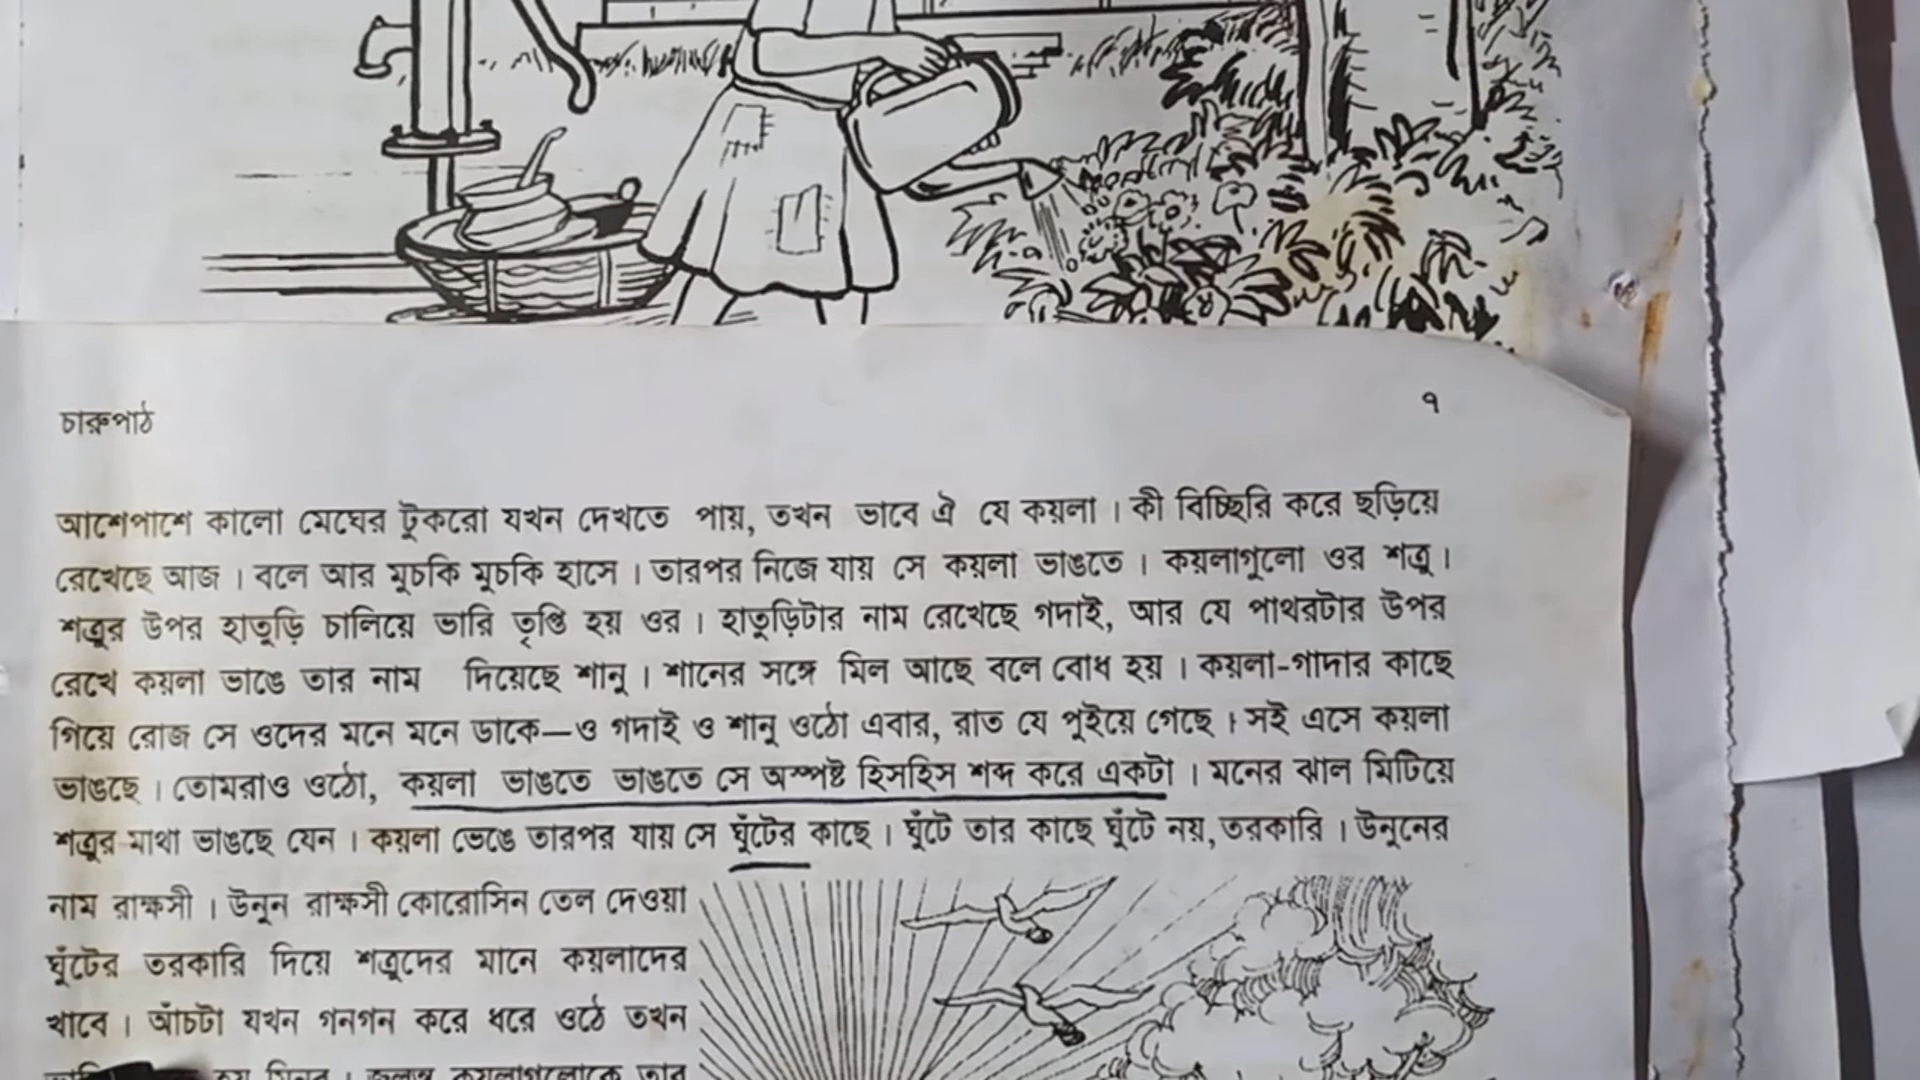 চারুপাঠ
৭
আশেপাশে কালো মেঘের টুকরো যখন দেখতে পায়, তখন ভাবে ঐ যে কয়লা । কী বিচ্ছিরি করে ছড়িয়ে
রেখেছে আজ । বলে আর মুচকি মুচকি হাসে । তারপর নিজে যায় সে কয়লা ভাঙতে । কয়লাগুলো ওর শত্রু ।
শত্রুর উপর হাতুড়ি চালিয়ে ভারি তৃপ্তি হয় ওর । হাতুড়িটার নাম রেখেছে গদাই, আর যে পাথরটার উপর
রেখে কয়লা ভাঙে তার নাম দিয়েছে শানু । শানের সঙ্গে মিল আছে বলে বোধ হয় । কয়লা-গাদার কাছে
গিয়ে রোজ সে ওদের মনে মনে ডাকে—ও গদাই ও শানু ওঠো এবার, রাত যে পুইয়ে গেছে । সই এসে কয়লা
ভাঙছে । তোমরাও ওঠো, কয়লা ভাঙতে ভাঙতে সে অস্পষ্ট হিসহিস শব্দ করে একটা । মনের ঝাল মিটিয়ে
শত্রুর মাথা ভাঙছে যেন । কয়লা ভেঙে তারপর যায় সে ঘুঁটের কাছে । ঘুঁটে তার কাছে ঘুঁটে নয়, তরকারি । উনুনের
নাম রাক্ষসী । উনুন রাক্ষসী কোরোসিন তেল দেওয়া
ঘুঁটের তরকারি দিয়ে শত্রুদের মানে কয়লাদের
খাবে । আঁচটা যখন গনগন করে ধরে ওঠে তখন
হয় মিনুর । জ্বলন্ত কয়লাগুলোকে তার